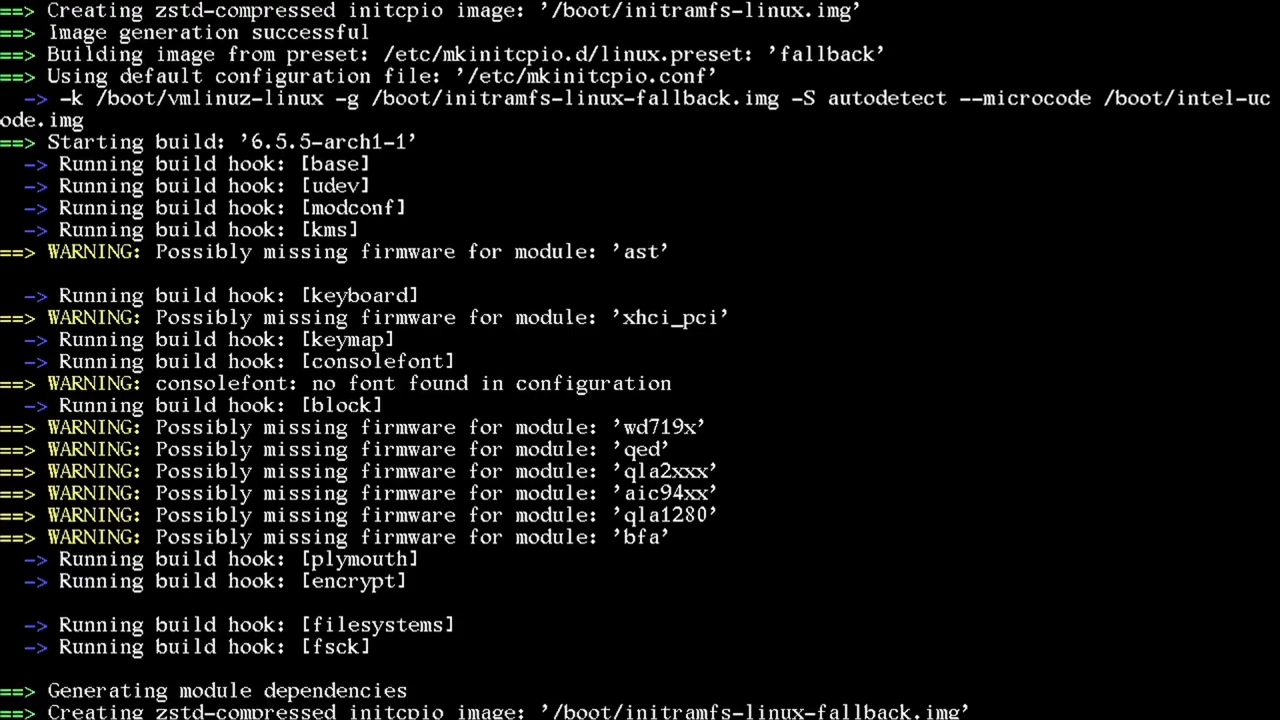 ==> Creating zstd-compressed initcpio image: '/boot/initramfs-linux.img'
==> Image generation successful
==> Building image from preset: /etc/mkinitcpio.d/linux.preset: 'fallback'
==> Using default configuration file: '/etc/mkinitcpio.conf'
  -> -k /boot/vmlinuz-linux -g /boot/initramfs-linux-fallback.img -S autodetect --microcode /boot/intel-uc
ode.img
==> Starting build: '6.5.5-arch1-1'
  -> Running build hook: [base]
  -> Running build hook: [udev]
  -> Running build hook: [modconf]
  -> Running build hook: [kms]
==> WARNING: Possibly missing firmware for module: 'ast'
  -> Running build hook: [keyboard]
==> WARNING: Possibly missing firmware for module: 'xhci_pci'
  -> Running build hook: [keymap]
  -> Running build hook: [consolefont]
==> WARNING: consolefont: no font found in configuration
  -> Running build hook: [block]
==> WARNING: Possibly missing firmware for module: 'wd719x'
==> WARNING: Possibly missing firmware for module: 'qed'
==> WARNING: Possibly missing firmware for module: 'qla2xxx'
==> WARNING: Possibly missing firmware for module: 'aic94xx'
==> WARNING: Possibly missing firmware for module: 'qla1280'
==> WARNING: Possibly missing firmware for module: 'bfa'
  -> Running build hook: [plymouth]
  -> Running build hook: [encrypt]
  -> Running build hook: [filesystems]
  -> Running build hook: [fsck]
==> Generating module dependencies
==> Creating zstd-compressed initcpio image: '/boot/initramfs-linux-fallback.img'